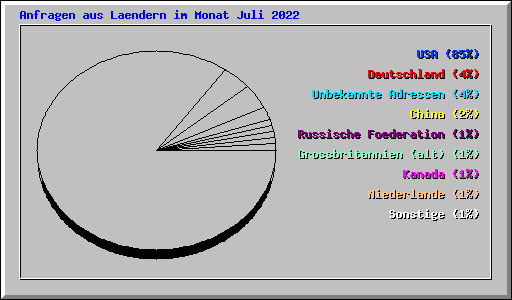 Anfragen aus Laendern im Monat Juli 2022
USA (85%)
Deutschland (4%)
Unbekannte Adressen (4%)
China (2%)
Russische Foederation (1%)
Grossbritannien (alt) (1%)
Kanada (1%)
Niederlande (1%)
Sonstige (1%)